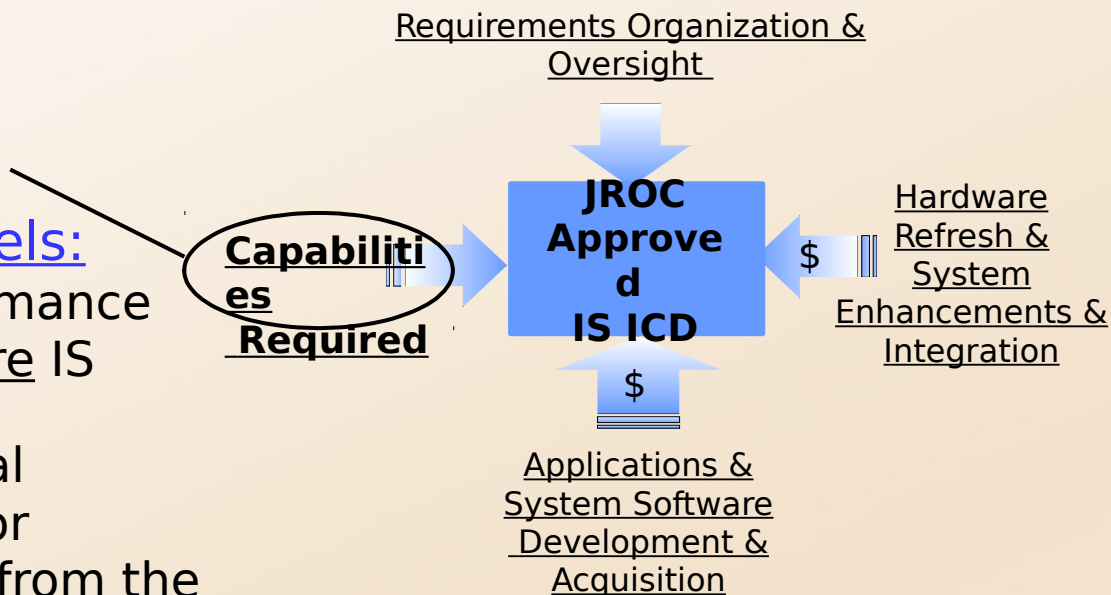 Requirements Organization &
Oversight
els:
mance
re IS
al
or
from the
Capabiliti
es
Required
JROC
Approve
d
IS ICD
$
Hardware
Refresh &
System
Enhancements &
Integration
$
Applications &
System Software
Development &
Acquisition